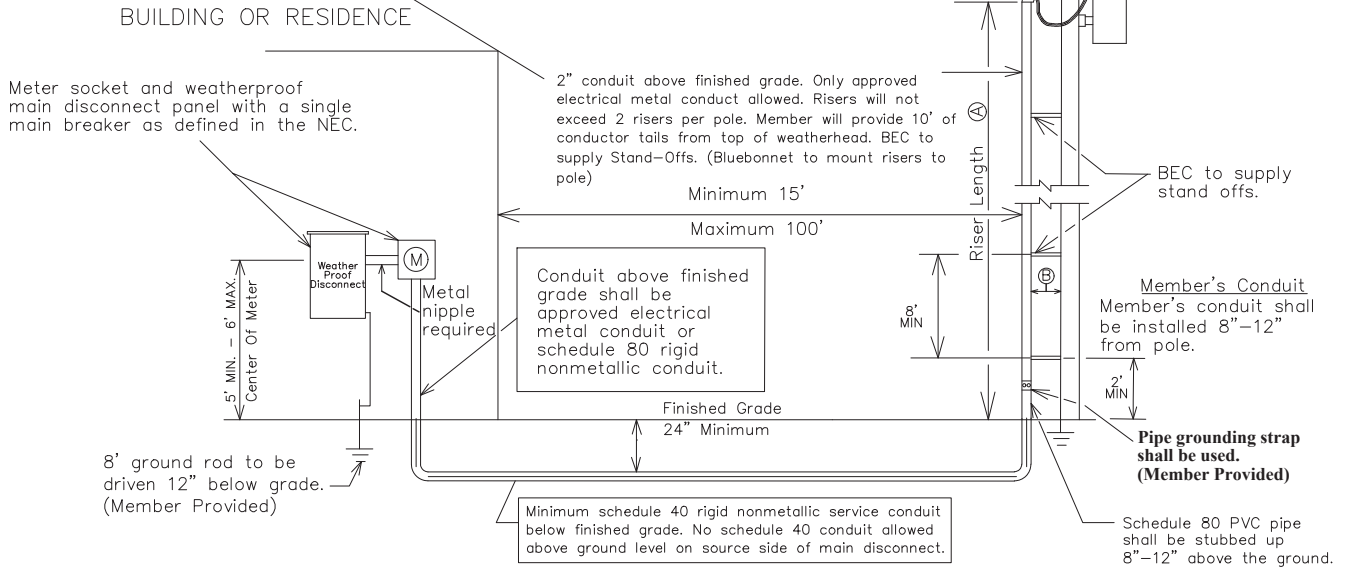 BUILDING OR RESIDENCE
Meter socket and weatherproof
main disconnect panel with a single
main breaker as defined in the NEC.
2" conduit above finished grade. Only approved
electrical metal conduct allowed. Risers will not
exceed 2 risers per pole. Member will provide 10' of
conductor tails from top of weatherhead. BEC to
supply Stand-Offs. (Bluebonnet to mount risers to
pole)
Minimum 15'
Maximum 100'
Riser Length A
BEC to supply
stand offs.
Weather
Proof
Disconnect
M
Metal
nipple
required
5' MIN. - 6' MAX.
Center Of Meter
Conduit above finished
grade shall be
approved electrical
metal conduit or
schedule 80 rigid
nonmetallic conduit.
8'
MIN
B
Member's Conduit
Member's conduit shall
be installed 8"-12"
from pole.
2'
MIN
Finished Grade
24" Minimum
Pipe grounding strap
shall be used.
(Member Provided)
8' ground rod to be
driven 12" below grade.
(Member Provided)
Minimum schedule 40 rigid nonmetallic service conduit
below finished grade. No schedule 40 conduit allowed
above ground level on source side of main disconnect.
Schedule 80 PVC pipe
shall be stubbed up
8"-12" above the ground.